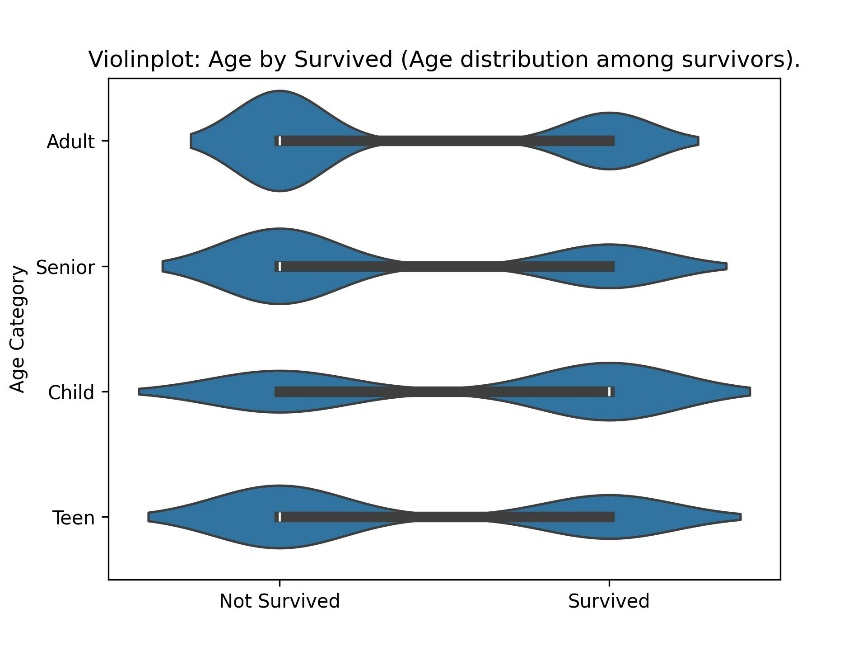 Violinplot: Age by Survived (Age distribution among survivors).
Age Category
Adult
Senior
Child
Teen
Not Survived
Survived